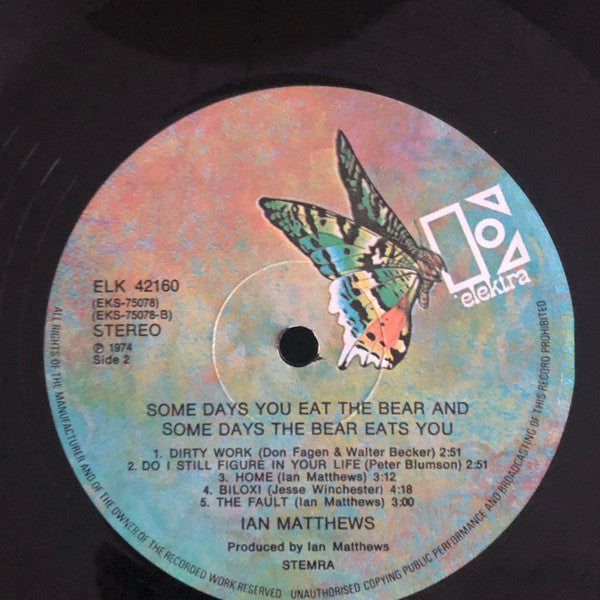 elektra
ELK 42160
(EKS-75078)
(EKS-75078-B)
STEREO
℗ 1974
Side 2
SOME DAYS YOU EAT THE BEAR AND
SOME DAYS THE BEAR EATS YOU
1. DIRTY WORK (Don Fagen & Walter Becker) 2:51
2. DO I STILL FIGURE IN YOUR LIFE (Peter Blumson) 2:51
3. HOME (Ian Matthews) 3:12
4. BILOXI (Jesse Winchester) 4:18
5. THE FAULT (Ian Matthews) 3:00
IAN MATTHEWS
Produced by Ian Matthews
STEMRA
ALL RIGHTS OF THE MANUFACTURER AND OF THE OWNER OF THE RECORDED WORK RESERVED · UNAUTHORISED COPYING PUBLIC PERFORMANCE AND BROADCASTING OF THIS RECORD PROHIBITED